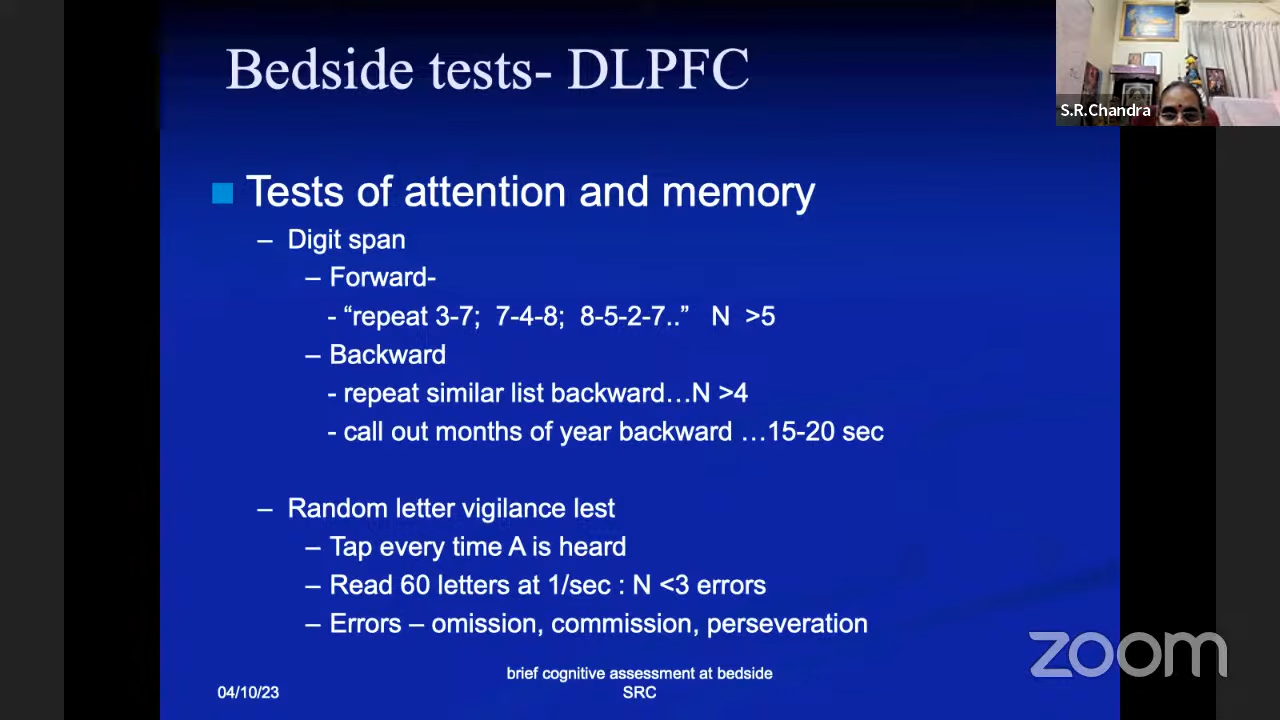 Bedside tests- DLPFC
S.R.Chandra
Tests of attention and memory
– Digit span
– Forward-
- “repeat 3-7; 7-4-8; 8-5-2-7..” N >5
– Backward
- repeat similar list backward…N >4
- call out months of year backward …15-20 sec
– Random letter vigilance lest
– Tap every time A is heard
– Read 60 letters at 1/sec : N <3 errors
– Errors – omission, commission, perseveration
zoom
brief cognitive assessment at bedside
04/10/23
SRC